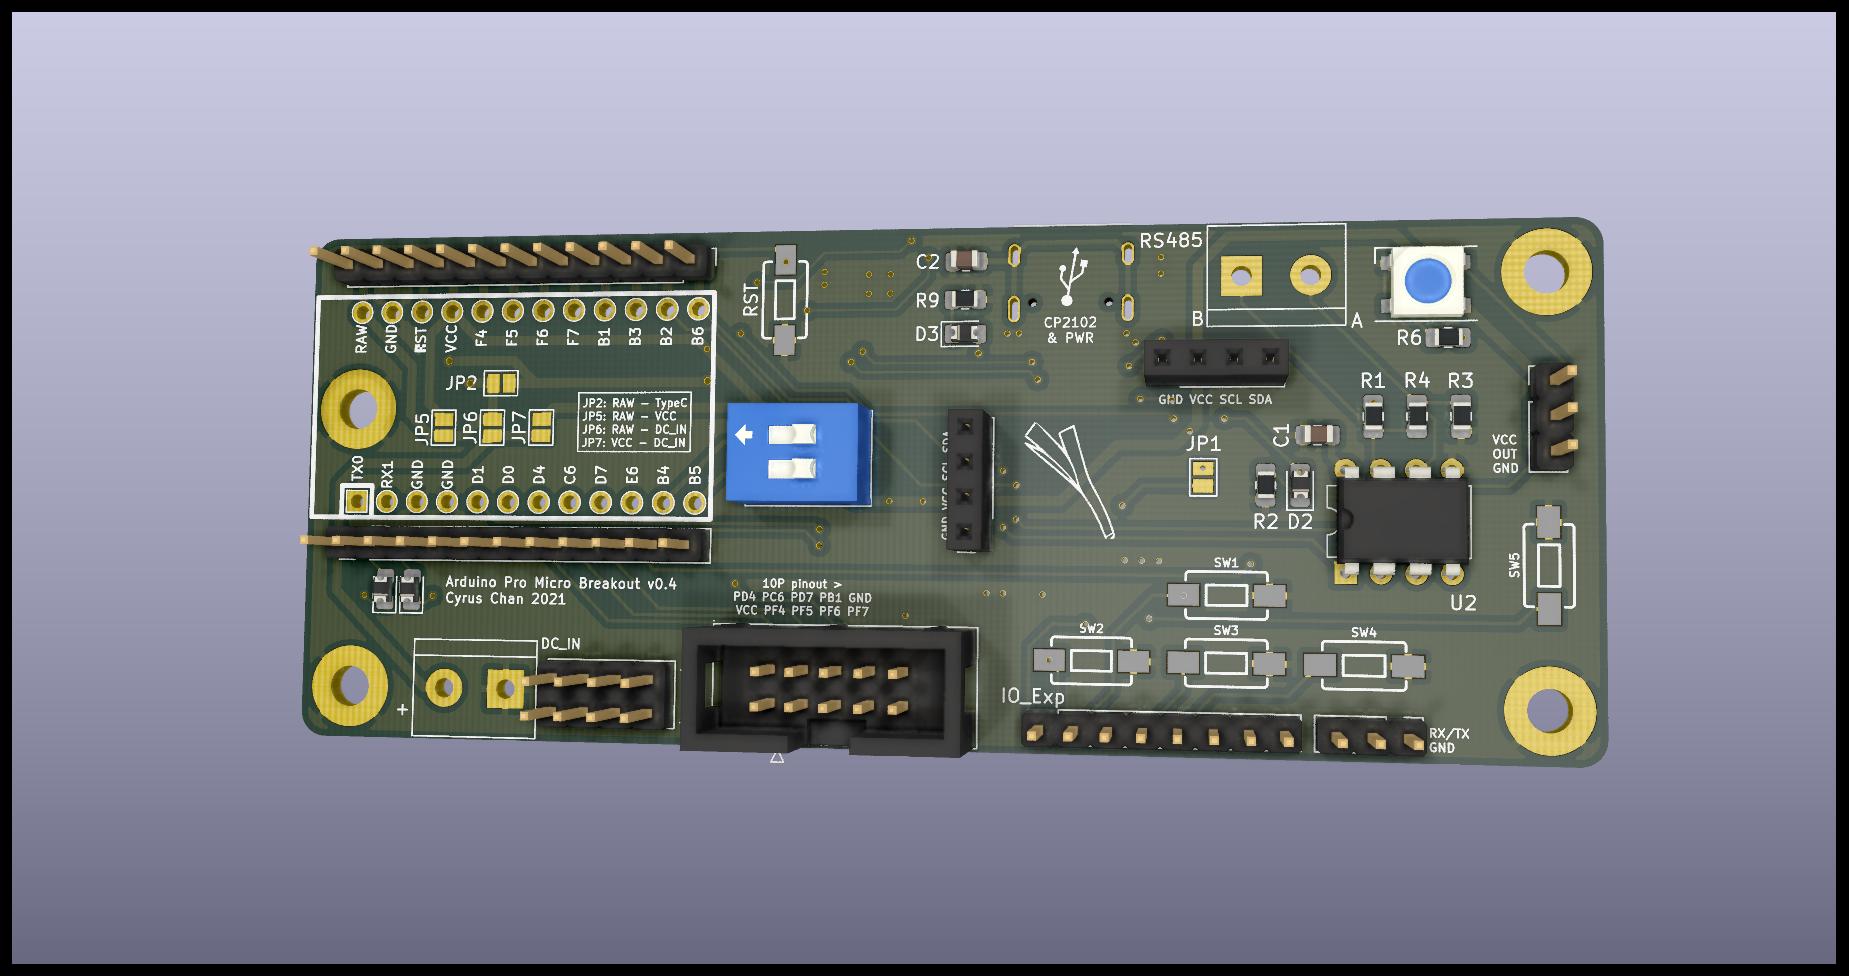 RS485
B
A
C2
R9
D3
RST
CP2102
& PWR
R6
RAW
GND
RST
VCC
F4
F5
F6
F7
B1
B3
B2
B6
JP2
JP5
JP6
JP7
JP2: RAW - TypeC
JP5: RAW - VCC
JP6: RAW - DC_IN
JP7: VCC - DC_IN
TX0
RX1
GND
GND
D1
D0
D4
C6
D7
E6
B4
B5
GND VCC SCL SDA
GND VCC SCL SDA
R1
R4
R3
C1
JP1
R2
D2
VCC
OUT
GND
U2
SW5
Arduino Pro Micro Breakout v0.4
Cyrus Chan 2021
10P pinout >
PD4 PC6 PD7 PB1 GND
VCC PF4 PF5 PF6 PF7
SW1
SW2
SW3
SW4
DC_IN
+
IO_Exp
RX/TX
GND